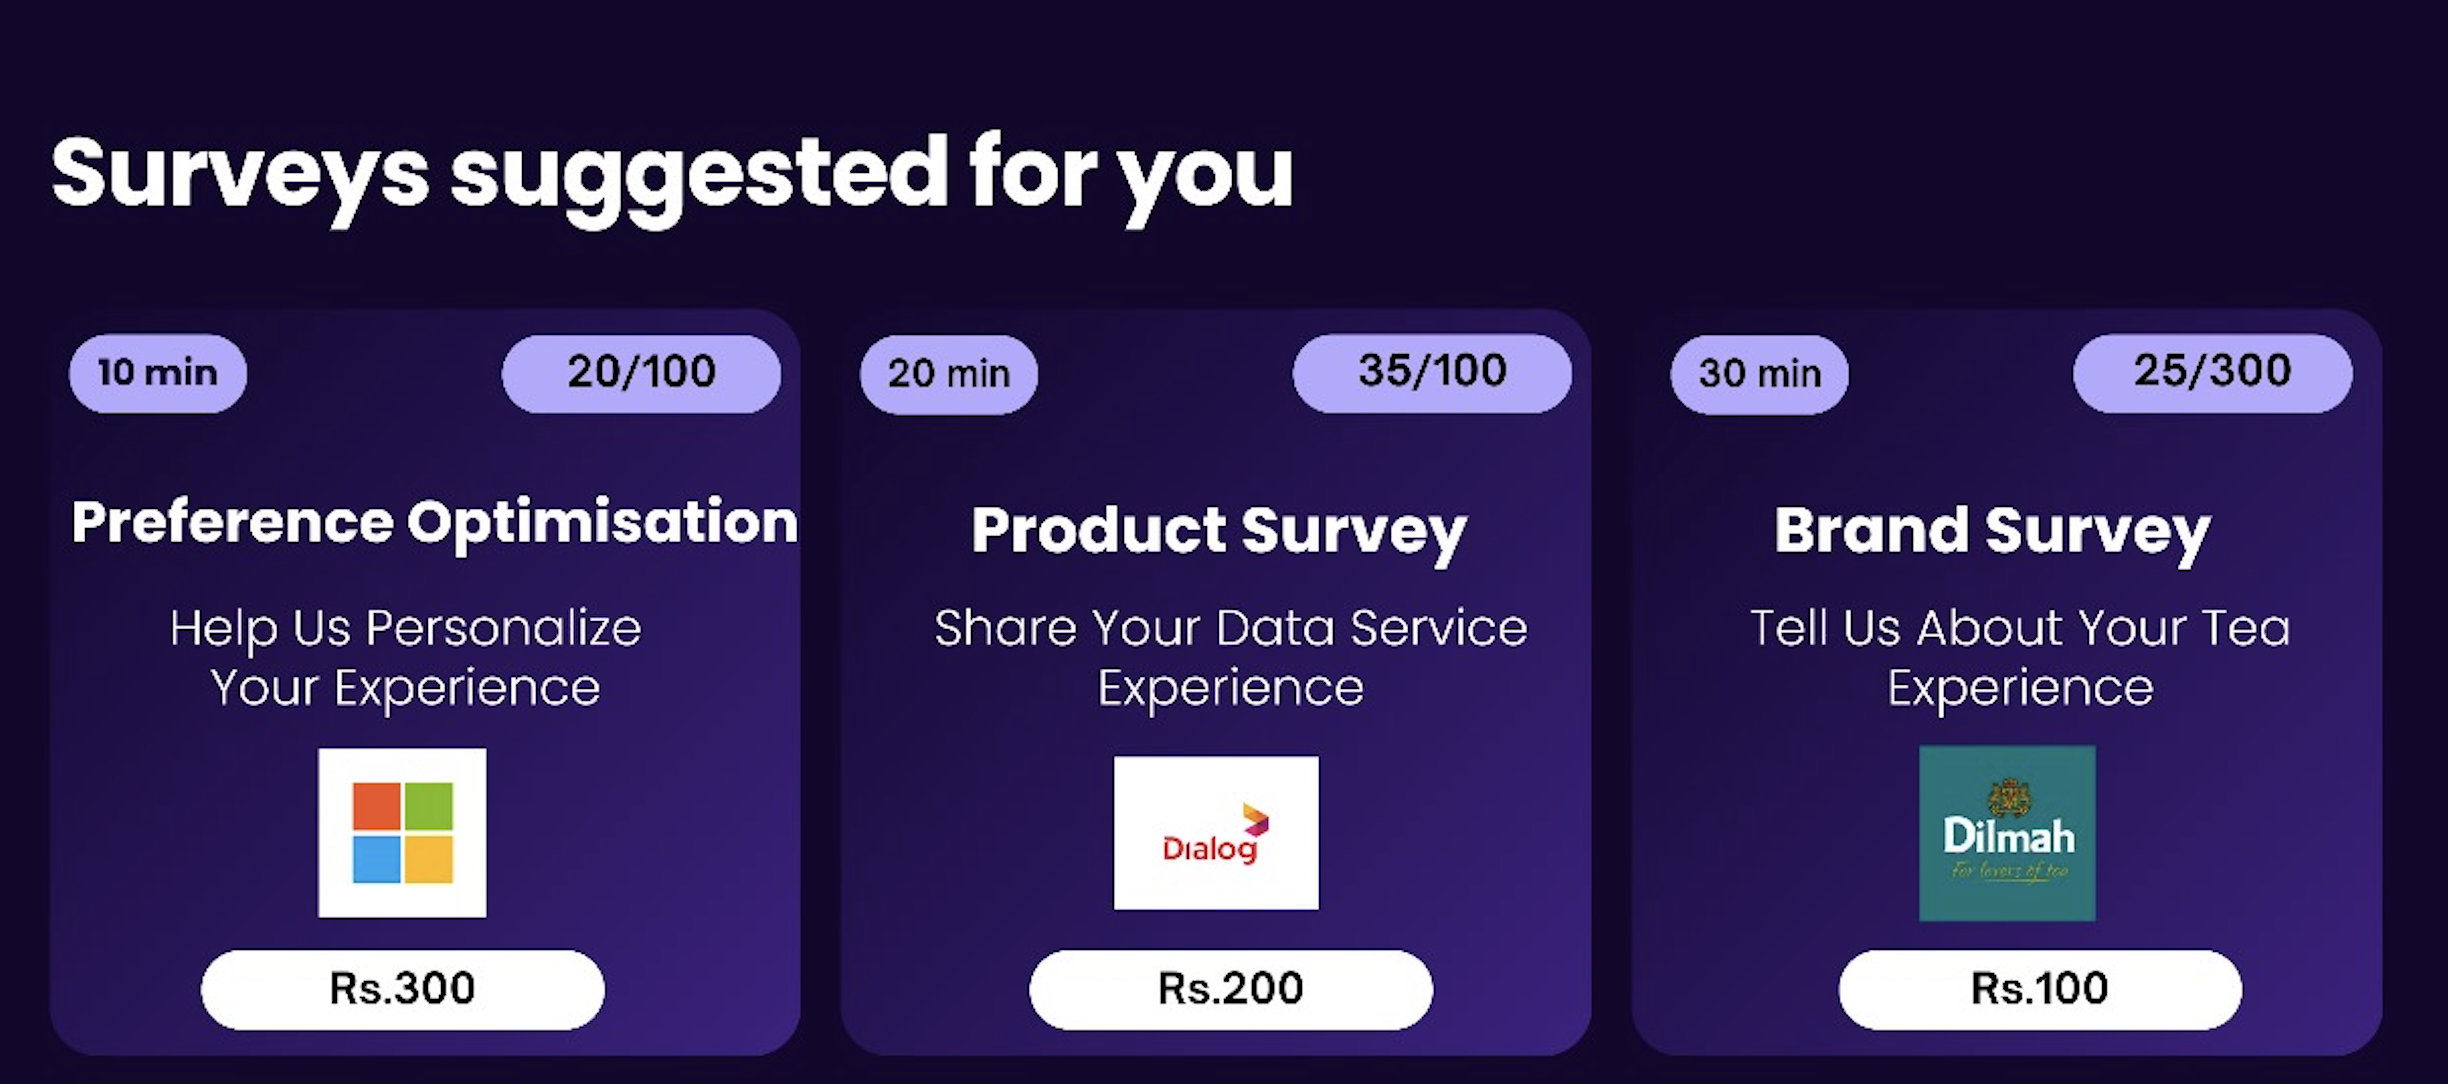 Surveys suggested for you
10 min
20/100
Preference Optimisation
Help Us Personalize
Your Experience
Rs.300
20 min
35/100
Product Survey
Share Your Data Service
Experience
Dialog
Rs.200
30 min
25/300
Brand Survey
Tell Us About Your Tea
Experience
Dilmah
For lovers of tea
Rs.100